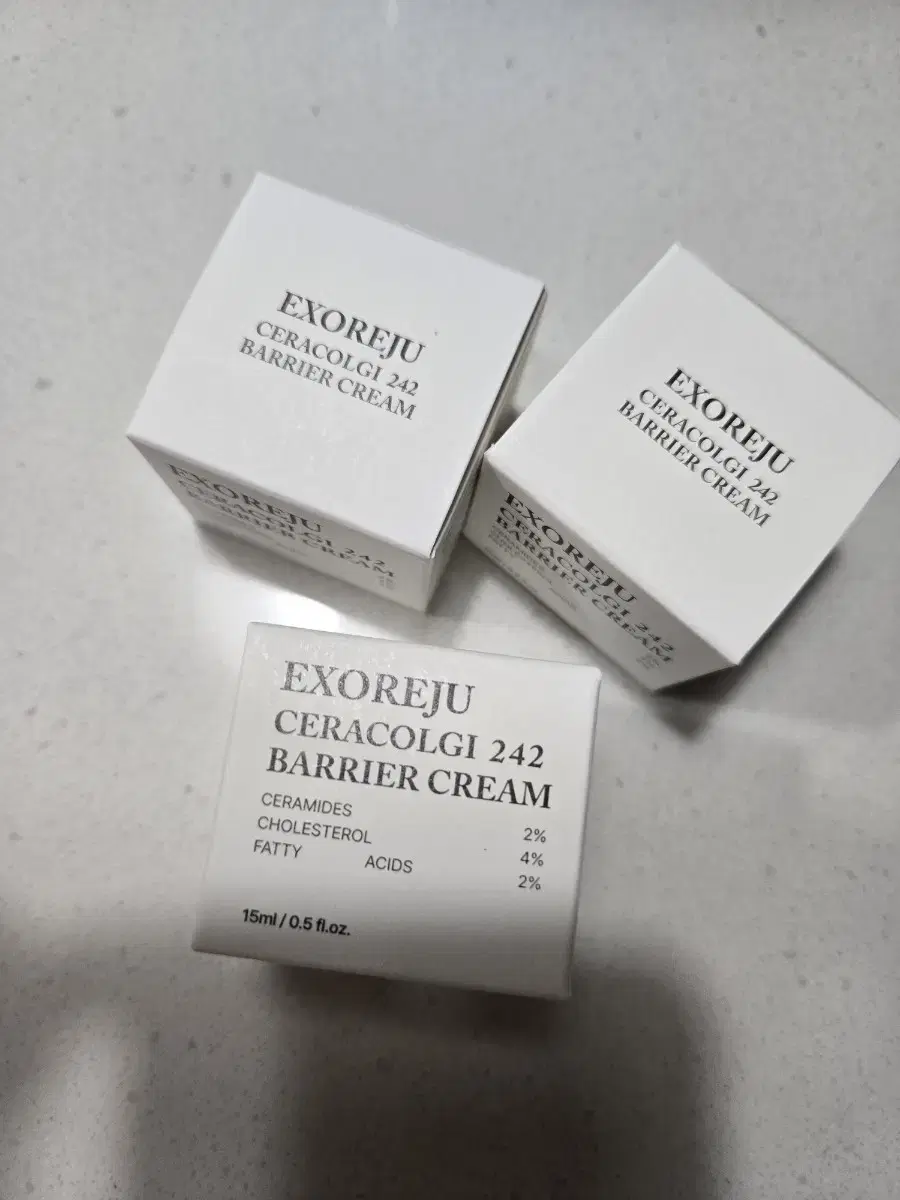 EXOREJU
CERACOLGI 242
BARRIER CREAM
EXOREJU
CERACOLGI 242
BARRIER CREAM
EXOREJU
CERACOLGI 242
BARRIER CREAM
EXOREJU
CERACOLGI 242
BARRIER CREAM
EXOREJU
CERACOLGI 242
BARRIER CREAM
CERAMIDES 2%
CHOLESTEROL 4%
FATTY ACIDS 2%
15ml / 0.5 fl.oz.